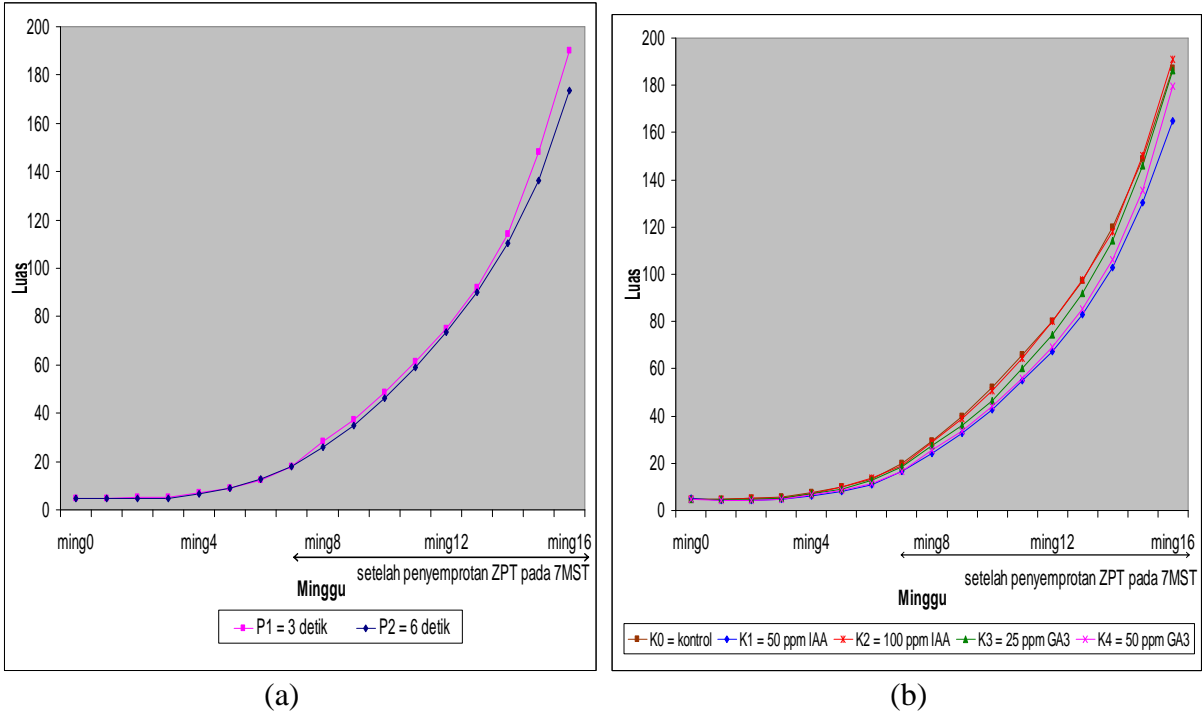 200
180
160
140
120
100
80
60
40
20
0
Luas
ming0 ming4 ming8 ming12 ming16
setelah penyemprotan ZPT pada 7MST
Minggu
P1 = 3 detik P2 = 6 detik
(a)
200
180
160
140
120
100
80
60
40
20
0
Luas
ming0 ming4 ming8 ming12 ming16
setelah penyemprotan ZPT pada 7MST
Minggu
K0 = kontrol K1 = 50 ppm IAA K2 = 100 ppm IAA K3 = 25 ppm GA3 K4 = 50 ppm GA3
(b)